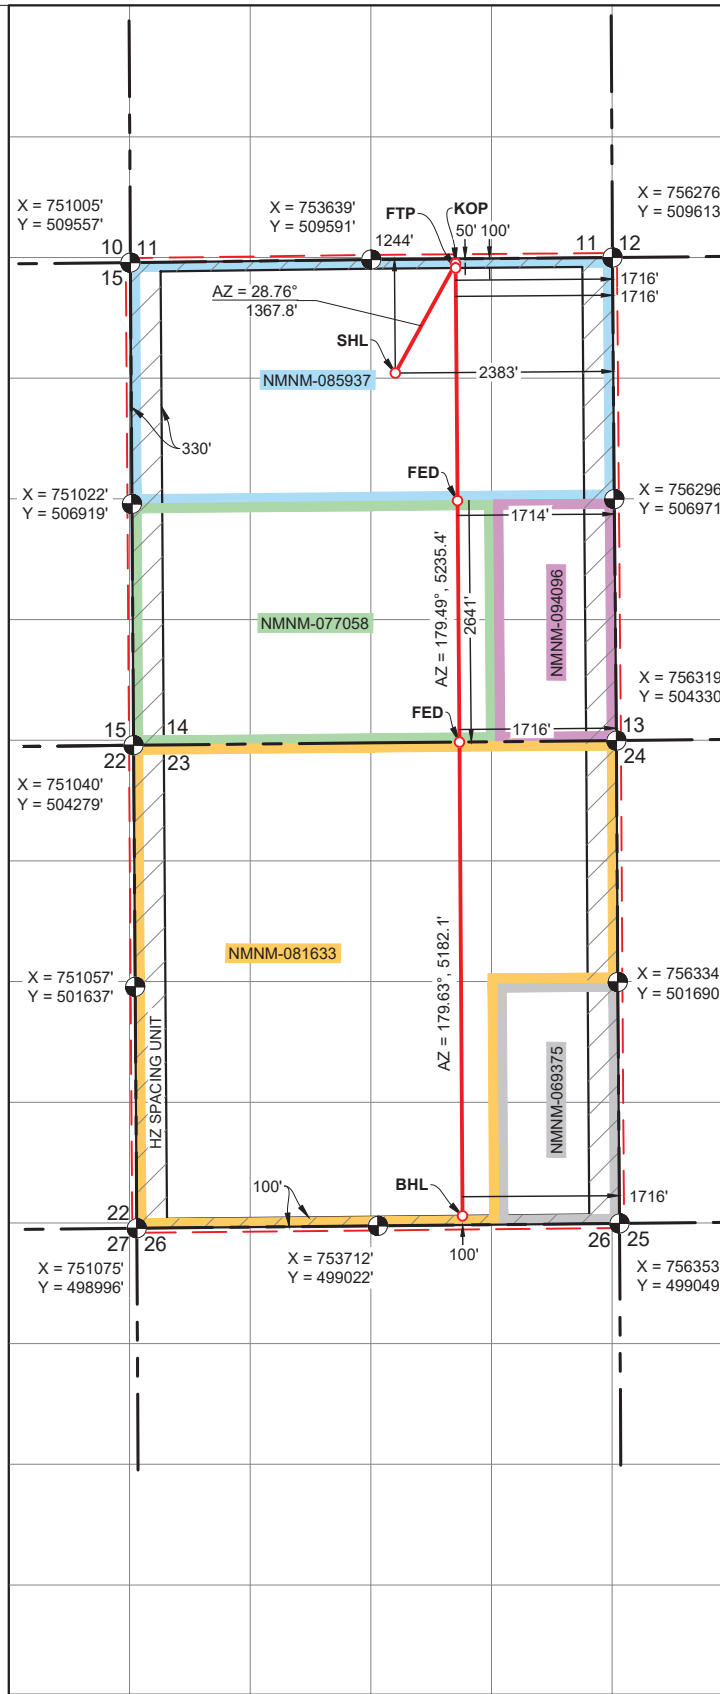 X = 751005'
Y = 509557'
X = 753639'
Y = 509591'
FTP
KOP
X = 756276
Y = 509613
1244'
50' 100'
10 11
11 12
15
1716'
1716'
AZ = 28.76°
1367.8'
SHL
2383'
NMNM-085937
330'
FED
X = 751022'
Y = 506919'
X = 756296
Y = 506971
1714'
AZ = 179.49°, 5235.4'
2641'
NMNM-077058
NMNM-094096
X = 756319
Y = 504330
FED
1716'
15 14
13
22 23
24
X = 751040'
Y = 504279'
NMNM-081633
AZ = 179.63°, 5182.1'
X = 751057'
Y = 501637'
X = 756334
Y = 501690
HZ SPACING UNIT
NMNM-069375
100'
BHL
1716'
22
27 26
26 25
X = 753712'
Y = 499022'
100'
X = 751075'
Y = 498996'
X = 756353
Y = 499049